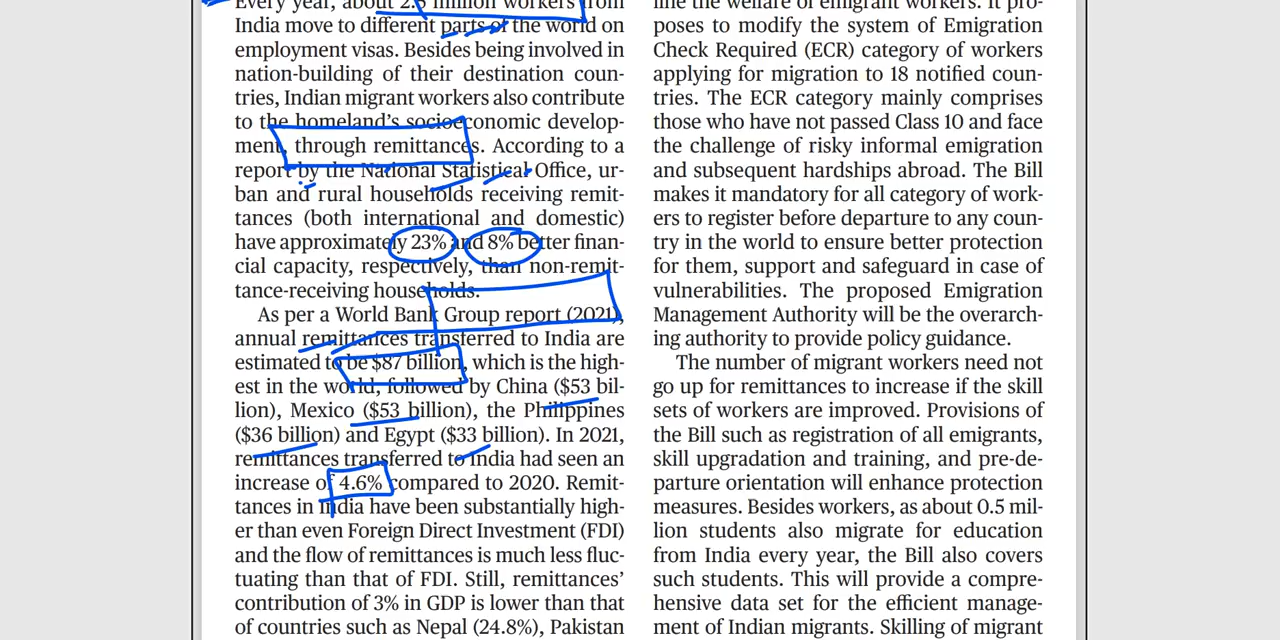 Every year, about 2.5 million workers from
India move to different parts of the world on
employment visas. Besides being involved in
nation-building of their destination coun-
tries, Indian migrant workers also contribute
to the homeland's socioeconomic develop-
ment, through remittances. According to a
report by the National Statistical Office, ur-
ban and rural households receiving remit-
tances (both international and domestic)
have approximately 23% and 8% better finan-
cial capacity, respectively, than non-remit-
tance-receiving households.
As per a World Bank Group report (2021),
annual remittances transferred to India are
estimated to be $87 billion, which is the high-
est in the world, followed by China ($53 bil-
lion), Mexico ($53 billion), the Philippines
($36 billion) and Egypt ($33 billion). In 2021,
remittances transferred to India had seen an
increase of 4.6% compared to 2020. Remit-
tances in India have been substantially high-
er than even Foreign Direct Investment (FDI)
and the flow of remittances is much less fluc-
tuating than that of FDI. Still, remittances'
contribution of 3% in GDP is lower than that
of countries such as Nepal (24.8%), Pakistan
line the welfare of emigrant workers. It pro-
poses to modify the system of Emigration
Check Required (ECR) category of workers
applying for migration to 18 notified coun-
tries. The ECR category mainly comprises
those who have not passed Class 10 and face
the challenge of risky informal emigration
and subsequent hardships abroad. The Bill
makes it mandatory for all category of work-
ers to register before departure to any coun-
try in the world to ensure better protection
for them, support and safeguard in case of
vulnerabilities. The proposed Emigration
Management Authority will be the overarch-
ing authority to provide policy guidance.
The number of migrant workers need not
go up for remittances to increase if the skill
sets of workers are improved. Provisions of
the Bill such as registration of all emigrants,
skill upgradation and training, and pre-de-
parture orientation will enhance protection
measures. Besides workers, as about 0.5 mil-
lion students also migrate for education
from India every year, the Bill also covers
such students. This will provide a compre-
hensive data set for the efficient manage-
ment of Indian migrants. Skilling of migrant